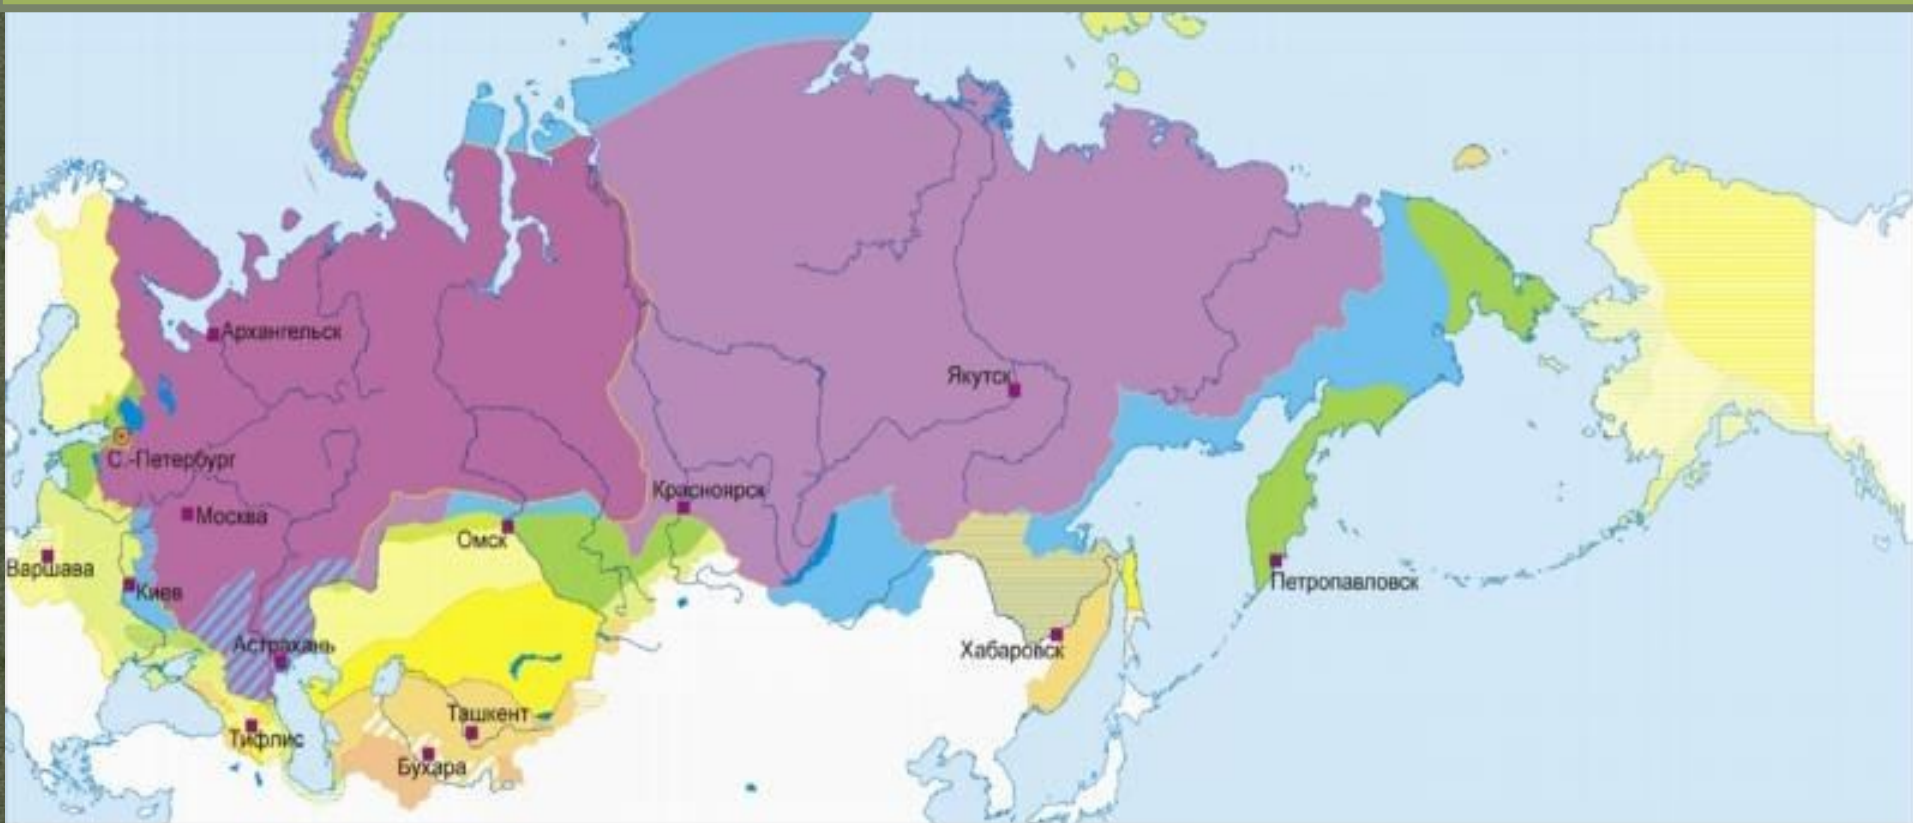 Архангельск
Якутск
С.-Петербург
Красноярск
Москва
Омск
Варшава
Киев
Петропавловск
Астрахань
Хабаровск
Ташкент
Тифлис
Бухара